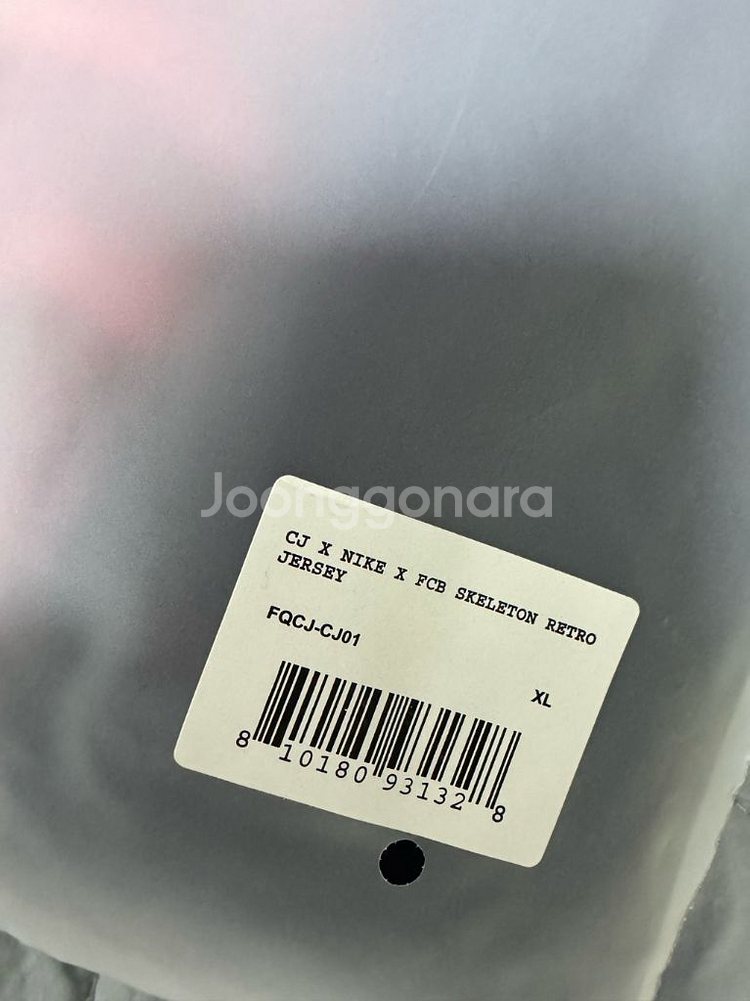 Joonggonara
CJ X NIKE X FCB SKELETON RETRO
JERSEY
FQCJ-CJ01
XL
8 10180 93132 8